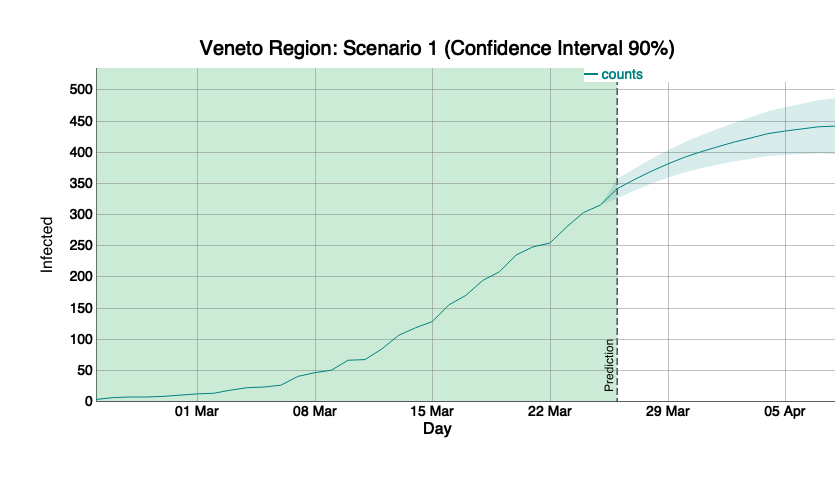 Veneto Region: Scenario 1 (Confidence Interval 90%)
counts
500
450
400
350
300
250
200
150
100
50
0
Infected
Prediction
01 Mar
08 Mar
15 Mar
22 Mar
29 Mar
05 Apr
Day